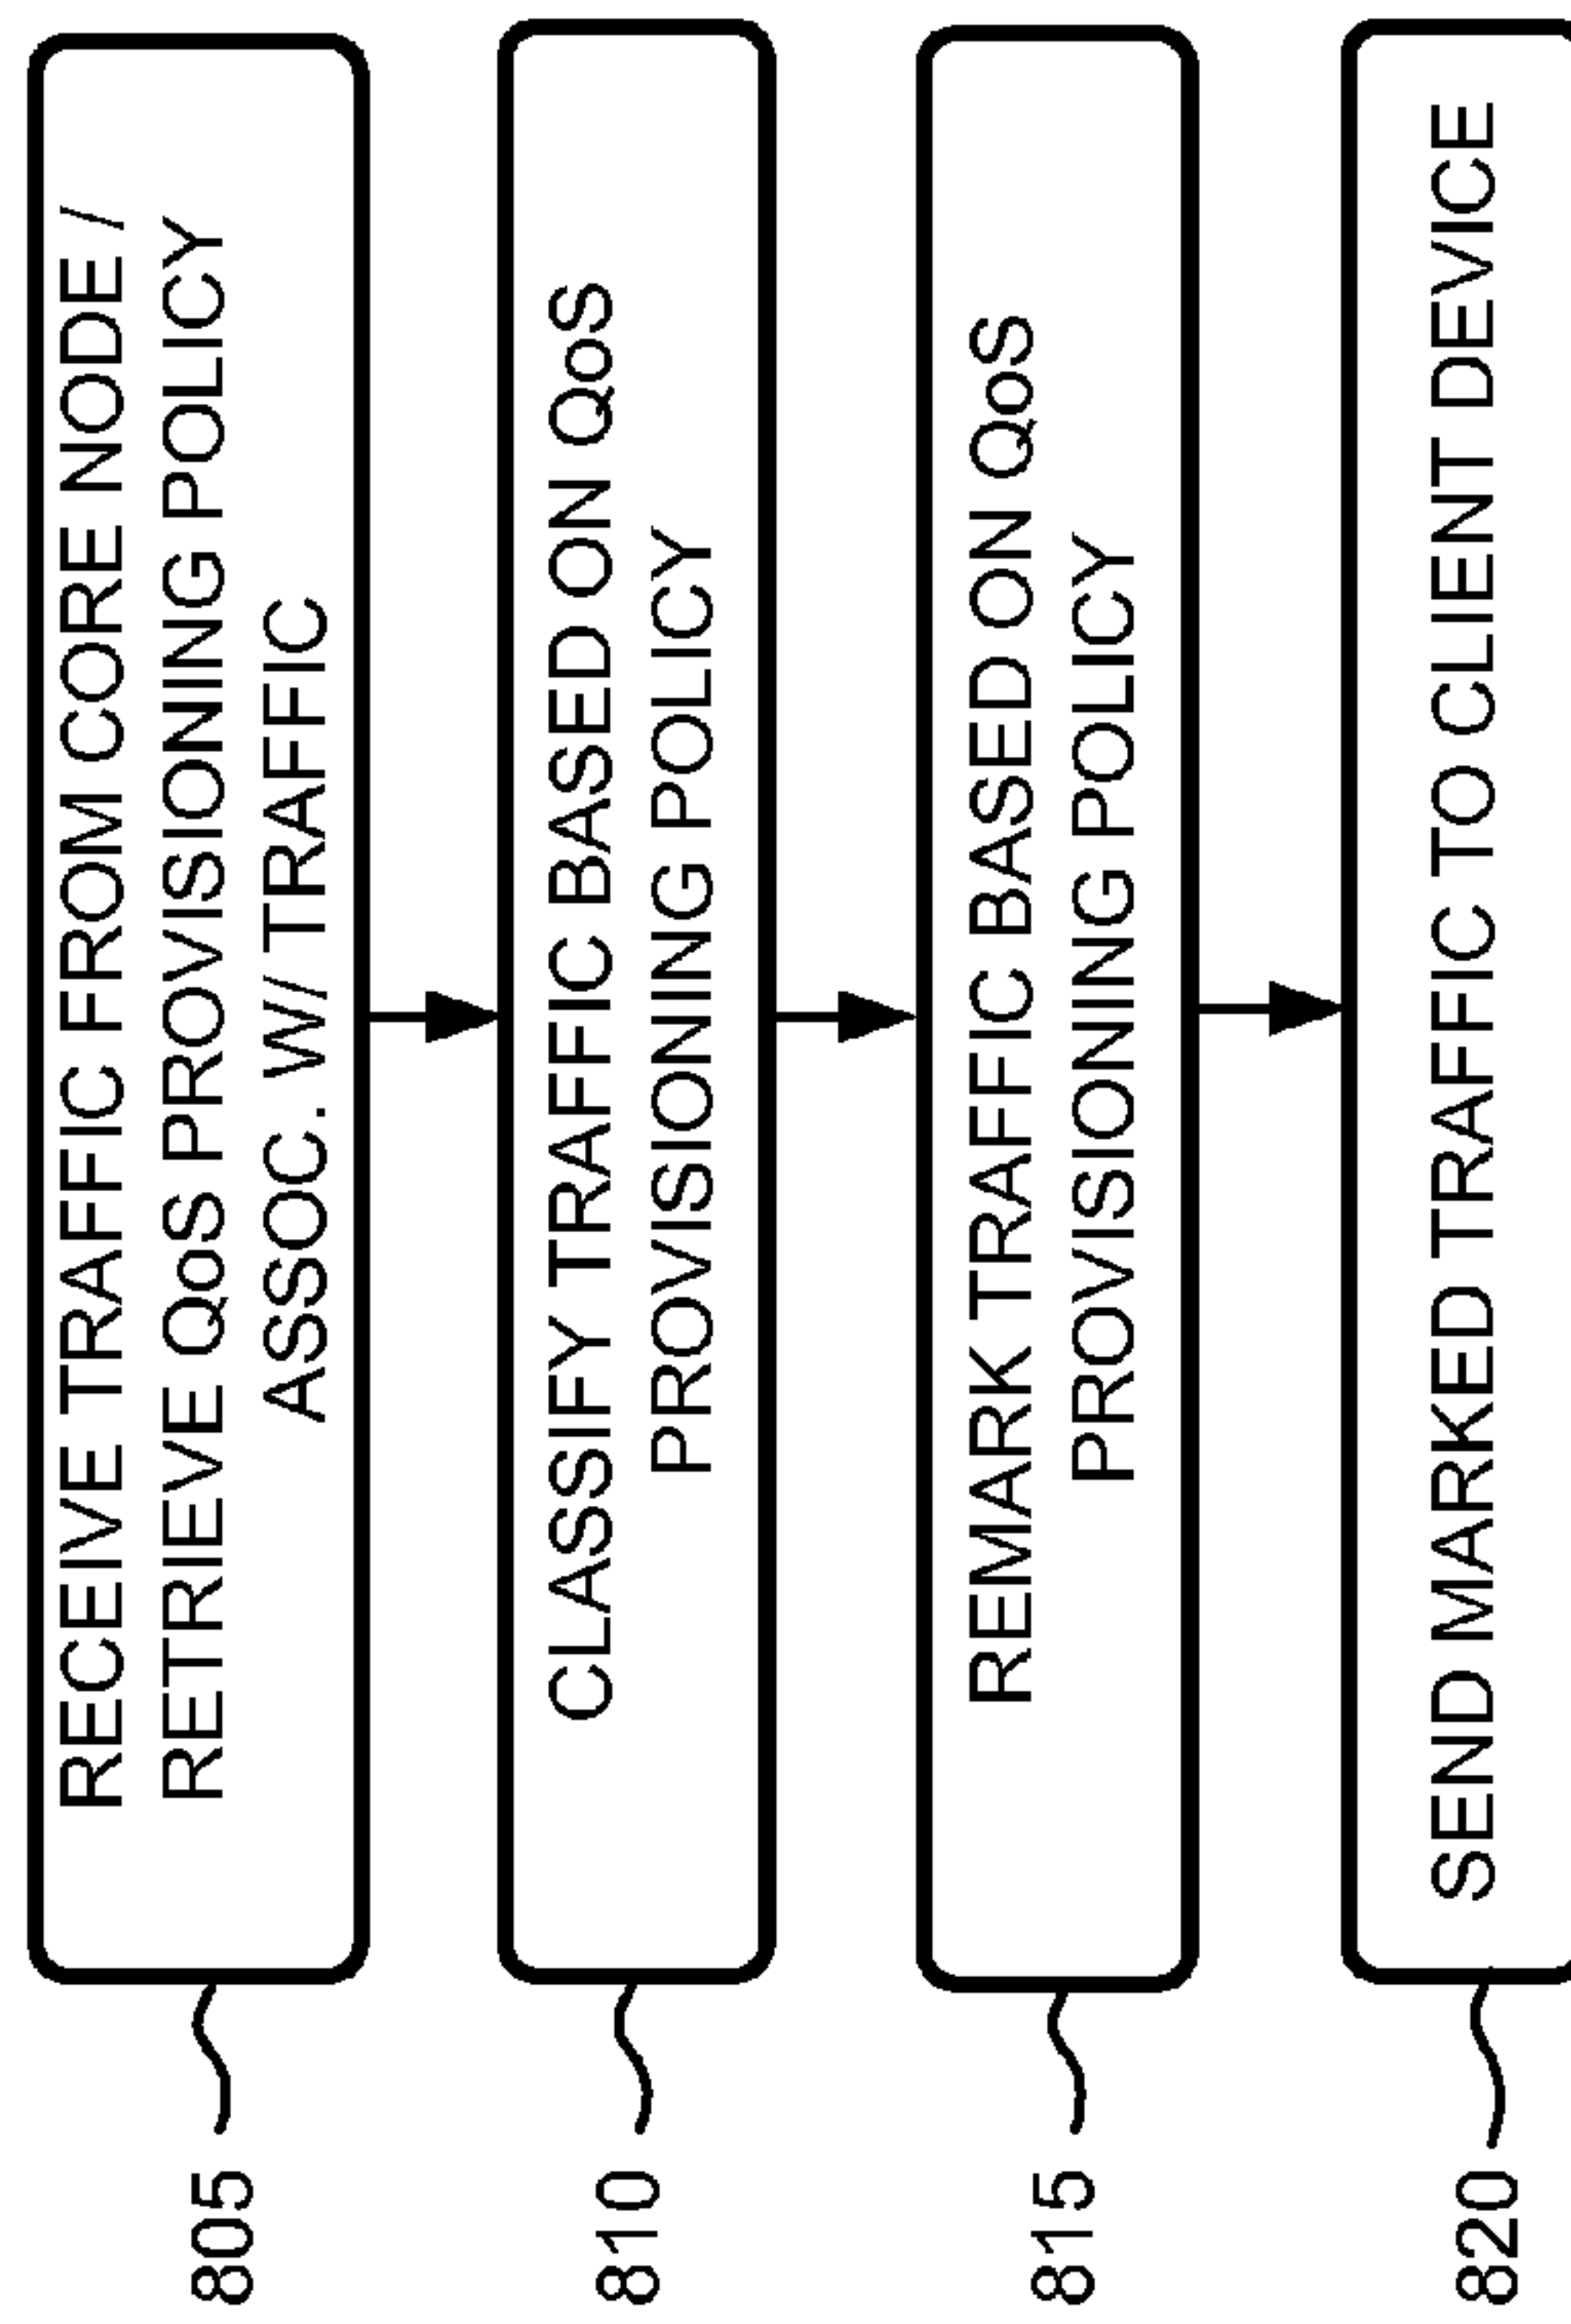 805
RECEIVE TRAFFIC FROM CORE NODE /
RETRIEVE QoS PROVISIONING POLICY
ASSOC. W/ TRAFFIC
810
CLASSIFY TRAFFIC BASED ON QoS
PROVISIONING POLICY
815
REMARK TRAFFIC BASED ON QoS
PROVISIONING POLICY
820
SEND MARKED TRAFFIC TO CLIENT DEVICE